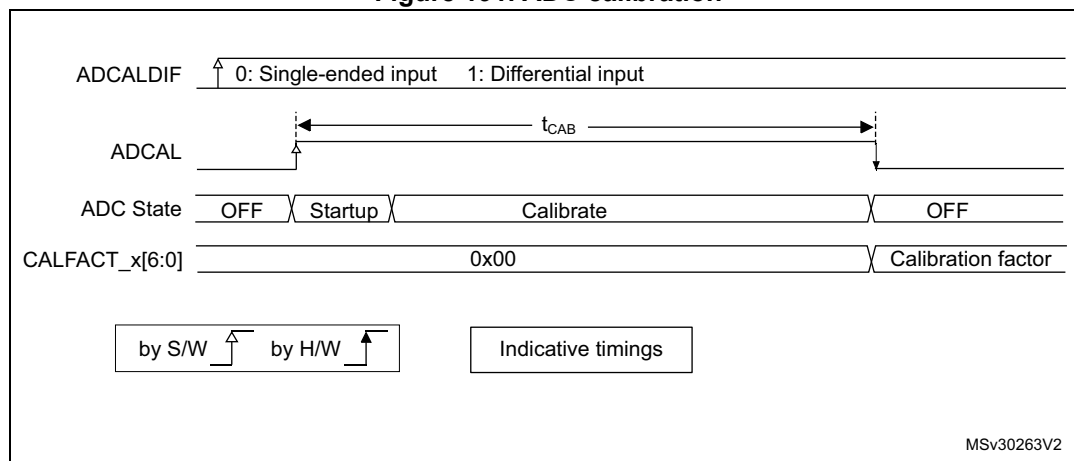 ADCALDIF 0: Single-ended input 1: Differential input
tCAB
ADCAL
ADC State OFF Startup Calibrate OFF
CALFACT_x[6:0] 0x00 Calibration factor
by S/W by H/W Indicative timings
MSv30263V2